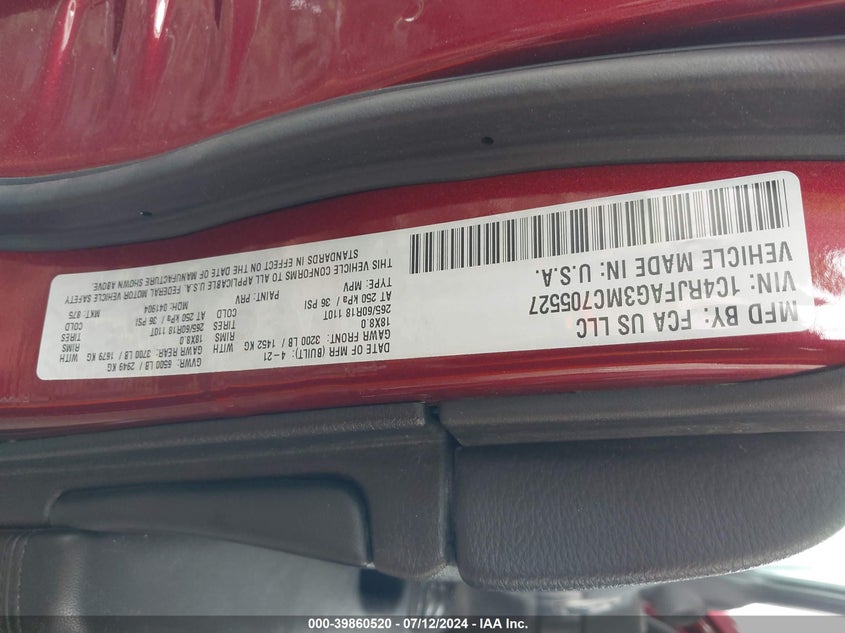 MFD BY: FCA US LLC
VIN: 1C4RJFAG3MC705527
VEHICLE MADE IN: U.S.A.
DATE OF MFR (BUILT): 4-21
GVWR: 6500 LB / 2949 KG
GAWR FRONT: 3200 LB / 1452 KG WITH
GAWR REAR: 3700 LB / 1679 KG WITH
18X8.0 RIMS
18X8.0 RIMS
265/60R18 110T TIRES
265/60R18 110T TIRES
AT 250 kPa / 36 PSI COLD
AT 250 kPa / 36 PSI COLD
TYPE: MPV
PAINT: PRV
MDH: 041904
MKT: 875
THIS VEHICLE CONFORMS TO ALL APPLICABLE U.S.A. FEDERAL MOTOR VEHICLE SAFETY
STANDARDS IN EFFECT ON THE DATE OF MANUFACTURE SHOWN ABOVE.
000-39860520 - 07/12/2024 - IAA Inc.